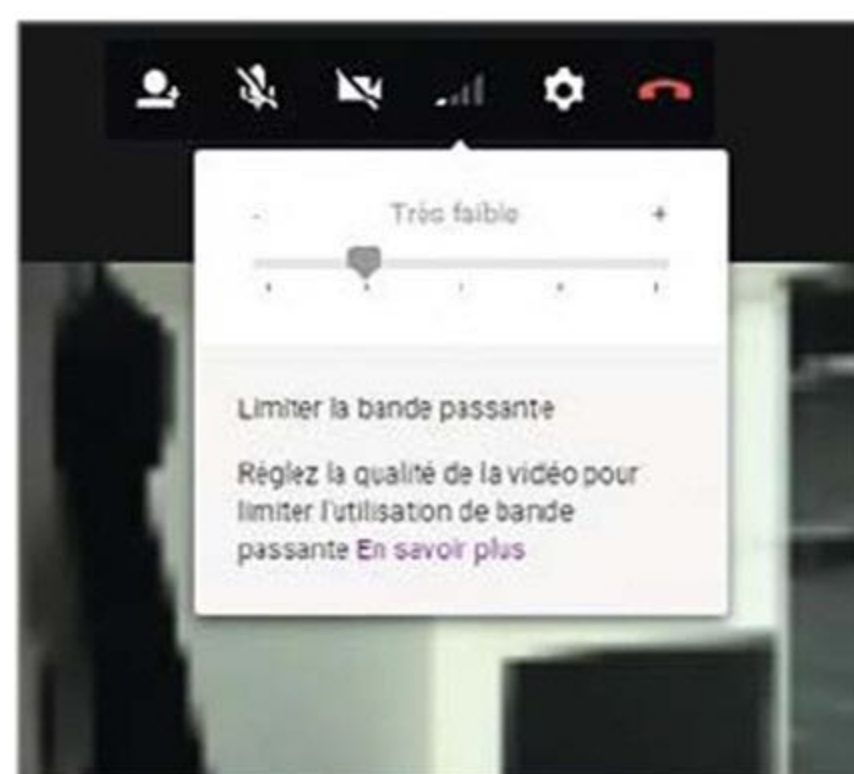 - Très faible +
Limiter la bande passante
Réglez la qualité de la vidéo pour
limiter l'utilisation de bande
passante En savoir plus